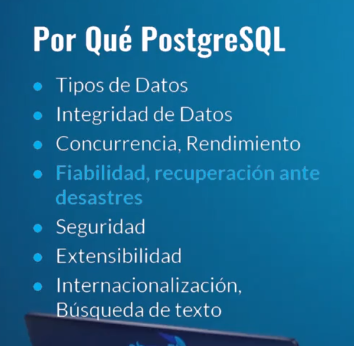 Por Qué PostgreSQL
Tipos de Datos
Integridad de Datos
Concurrencia, Rendimiento
Fiabilidad, recuperación ante
desastres
Seguridad
Extensibilidad
Internacionalización,
Búsqueda de texto